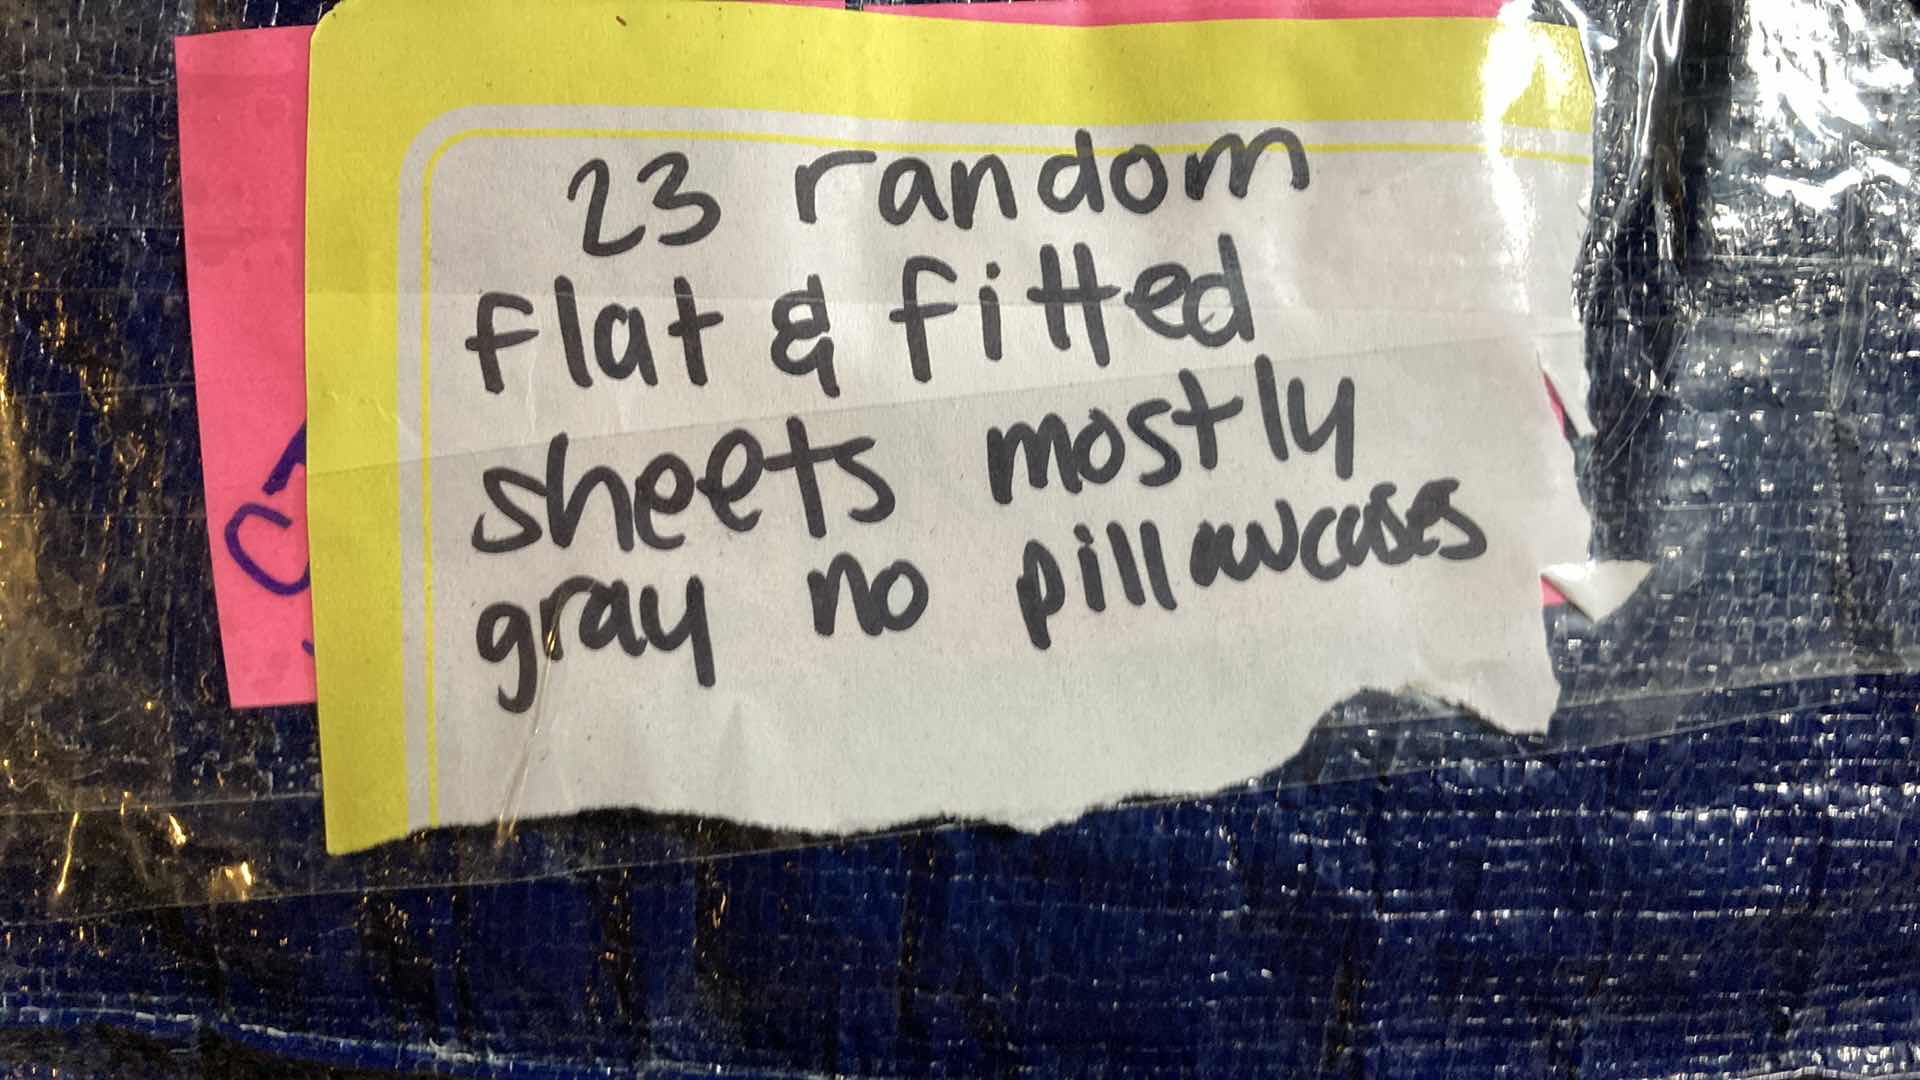 23 random
flat & fitted
sheets mostly
gray no pillowcases